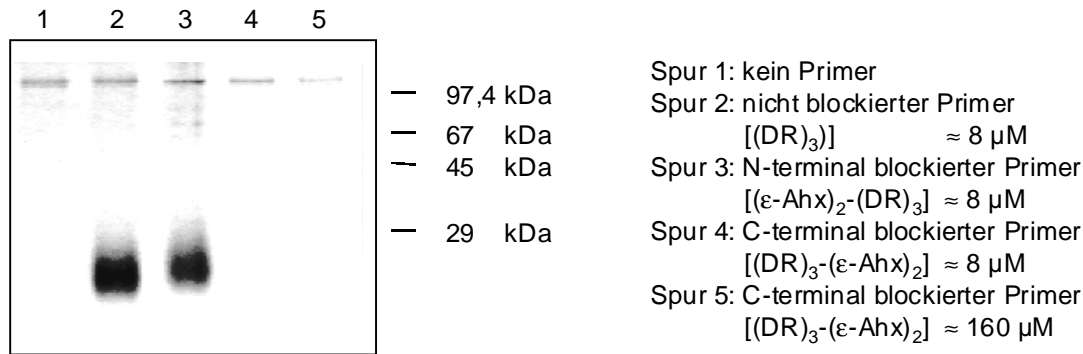 1 2 3 4 5
97,4 kDa
67 kDa
45 kDa
29 kDa
Spur 1: kein Primer
Spur 2: nicht blockierter Primer
[(DR)₃)] ≈ 8 µM
Spur 3: N-terminal blockierter Primer
[(ε-Ahx)₂-(DR)₃] ≈ 8 µM
Spur 4: C-terminal blockierter Primer
[(DR)₃-(ε-Ahx)₂] ≈ 8 µM
Spur 5: C-terminal blockierter Primer
[(DR)₃-(ε-Ahx)₂] ≈ 160 µM